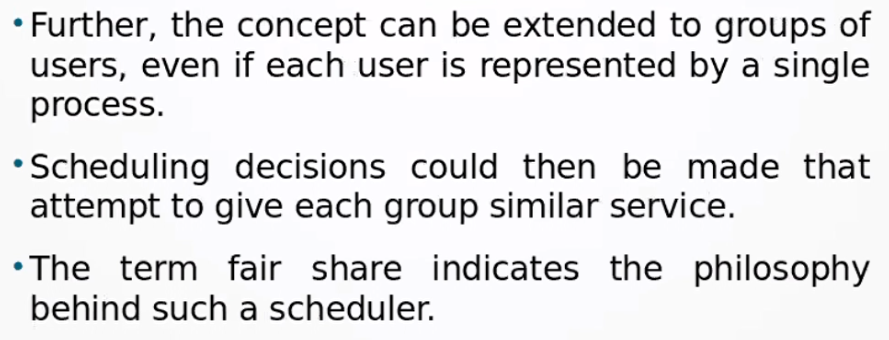 • Further, the concept can be extended to groups of
users, even if each user is represented by a single
process.
• Scheduling decisions could then be made that
attempt to give each group similar service.
• The term fair share indicates the philosophy
behind such a scheduler.